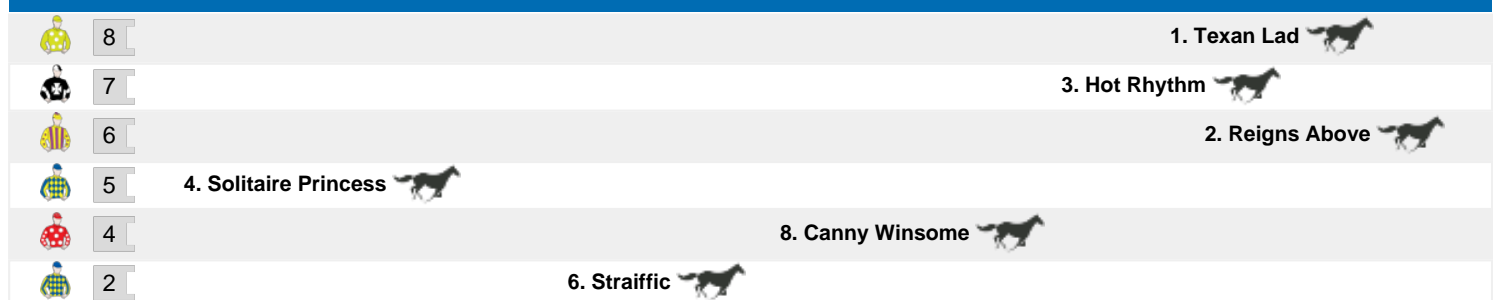 8 1. Texan Lad
7 3. Hot Rhythm
6 2. Reigns Above
5 4. Solitaire Princess
4 8. Canny Winsome
2 6. Straiffic